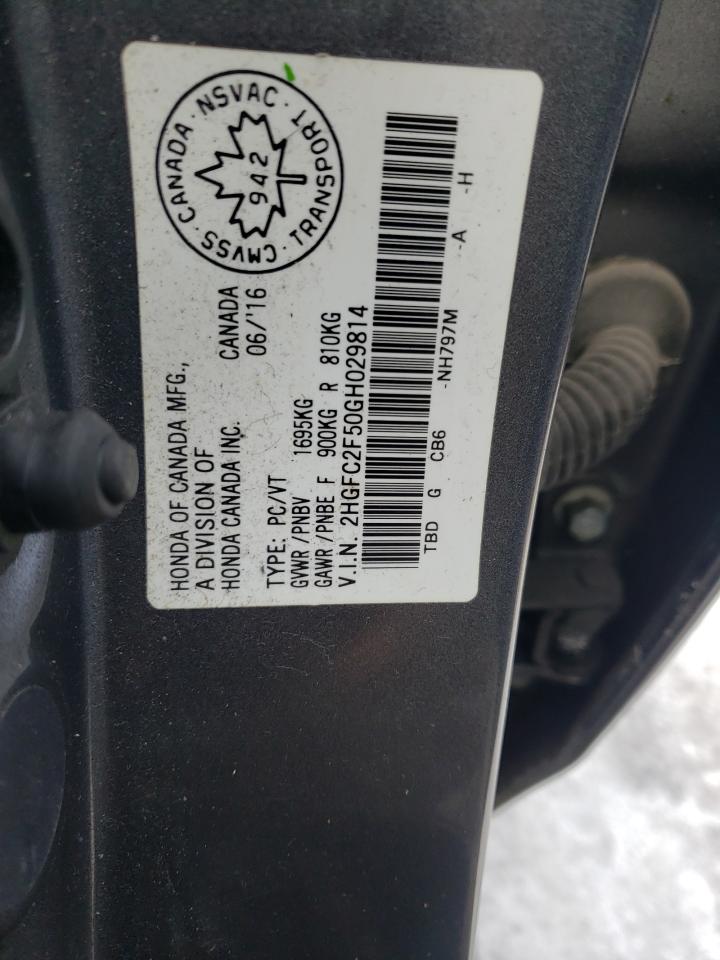 HONDA OF CANADA MFG.,
A DIVISION OF
HONDA CANADA INC. CANADA
06/'16
TYPE: PC/VT
GVWR /PNBV 1695KG
GAWR /PNBE F 900KG R 810KG
V.I.N. 2HGFC2F50GH029814
TBD G CB6 -NH797M -A -H
CMVSS · CANADA · NSVAC · TRANSPORT ·
942